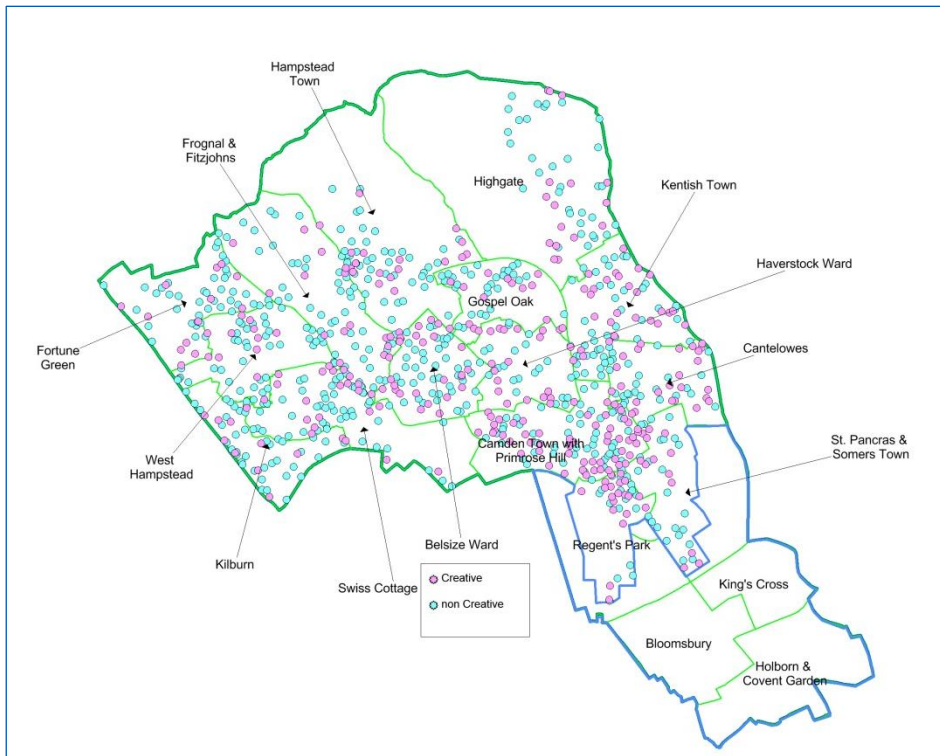 Hampstead
Town
Frognal &
Fitzjohns
Highgate
Kentish Town
Haverstock Ward
Gospel Oak
Fortune
Green
Cantelowes
West
Hampstead
Camden Town with
Primrose Hill
St. Pancras &
Somers Town
Kilburn
Swiss Cottage
Belsize Ward
Regent's Park
King's Cross
Bloomsbury
Holborn &
Covent Garden
Creative
non Creative